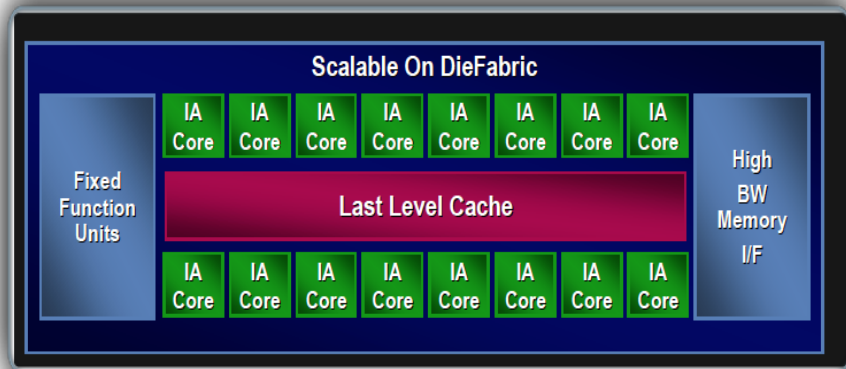 Scalable On DieFabric
IA IA IA IA IA IA IA IA
Core Core Core Core Core Core Core Core
Fixed
Function
Units
Last Level Cache
High
BW
Memory
I/F
IA IA IA IA IA IA IA IA
Core Core Core Core Core Core Core Core